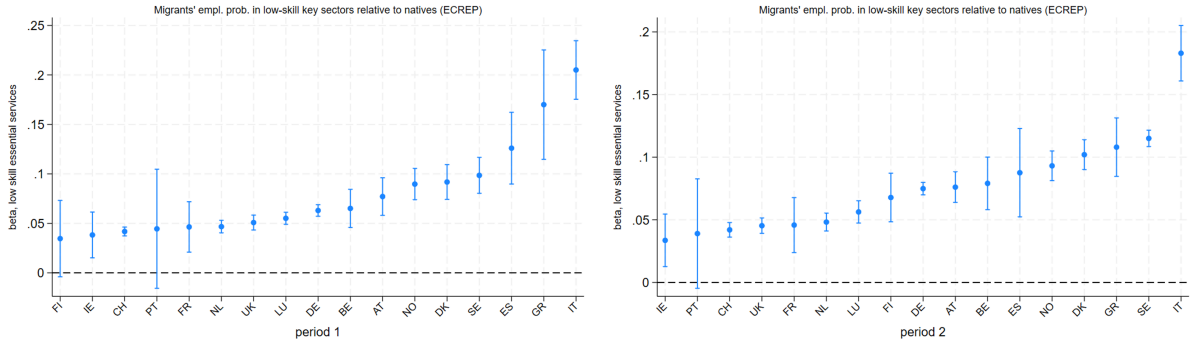 Migrants' empl. prob. in low-skill key sectors relative to natives (ECREP)
beta, low skill essential services
.25
.2
.15
.1
.05
0
FI IE CH PT FR NL UK LU DE BE AT NO DK SE ES GR IT
period 1
Migrants' empl. prob. in low-skill key sectors relative to natives (ECREP)
beta, low skill essential services
.2
.15
.1
.05
0
IE PT CH UK FR NL LU FI DE AT BE ES NO DK GR SE IT
period 2